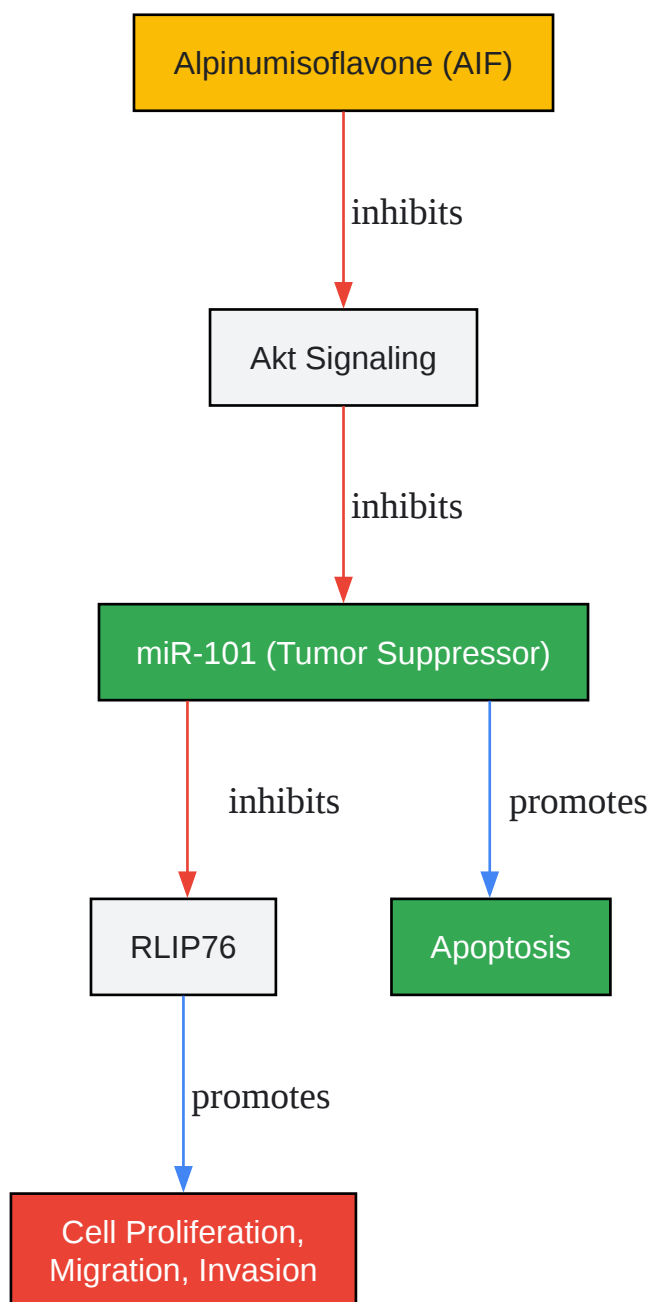 Alpinumisoflavone (AIF)
inhibits
Akt Signaling
inhibits
miR-101 (Tumor Suppressor)
inhibits
promotes
RLIP76
Apoptosis
promotes
Cell Proliferation,
Migration, Invasion